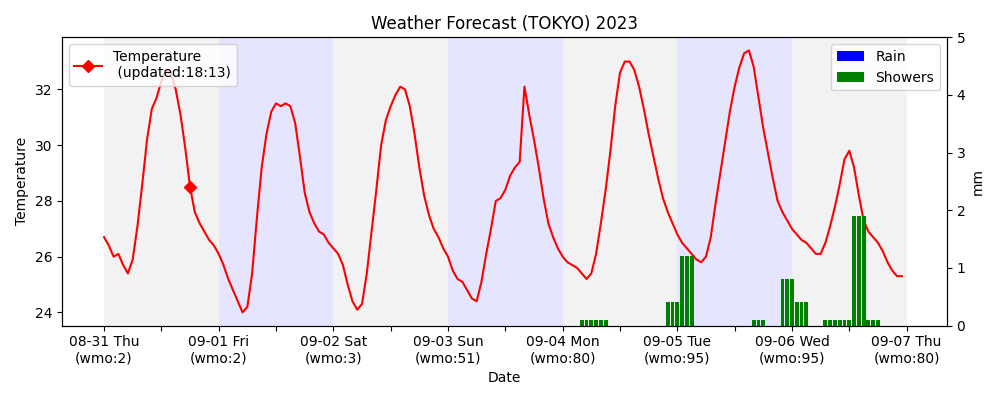 Weather Forecast (TOKYO) 2023
Temperature
(updated:18:13)
Rain
Showers
Temperature
32
30
28
26
24
5
4
3
2
1
0
mm
08-31 Thu 09-01 Fri 09-02 Sat 09-03 Sun 09-04 Mon 09-05 Tue 09-06 Wed 09-07 Thu
(wmo:2) (wmo:2) (wmo:3) (wmo:51) (wmo:80) (wmo:95) (wmo:95) (wmo:80)
Date